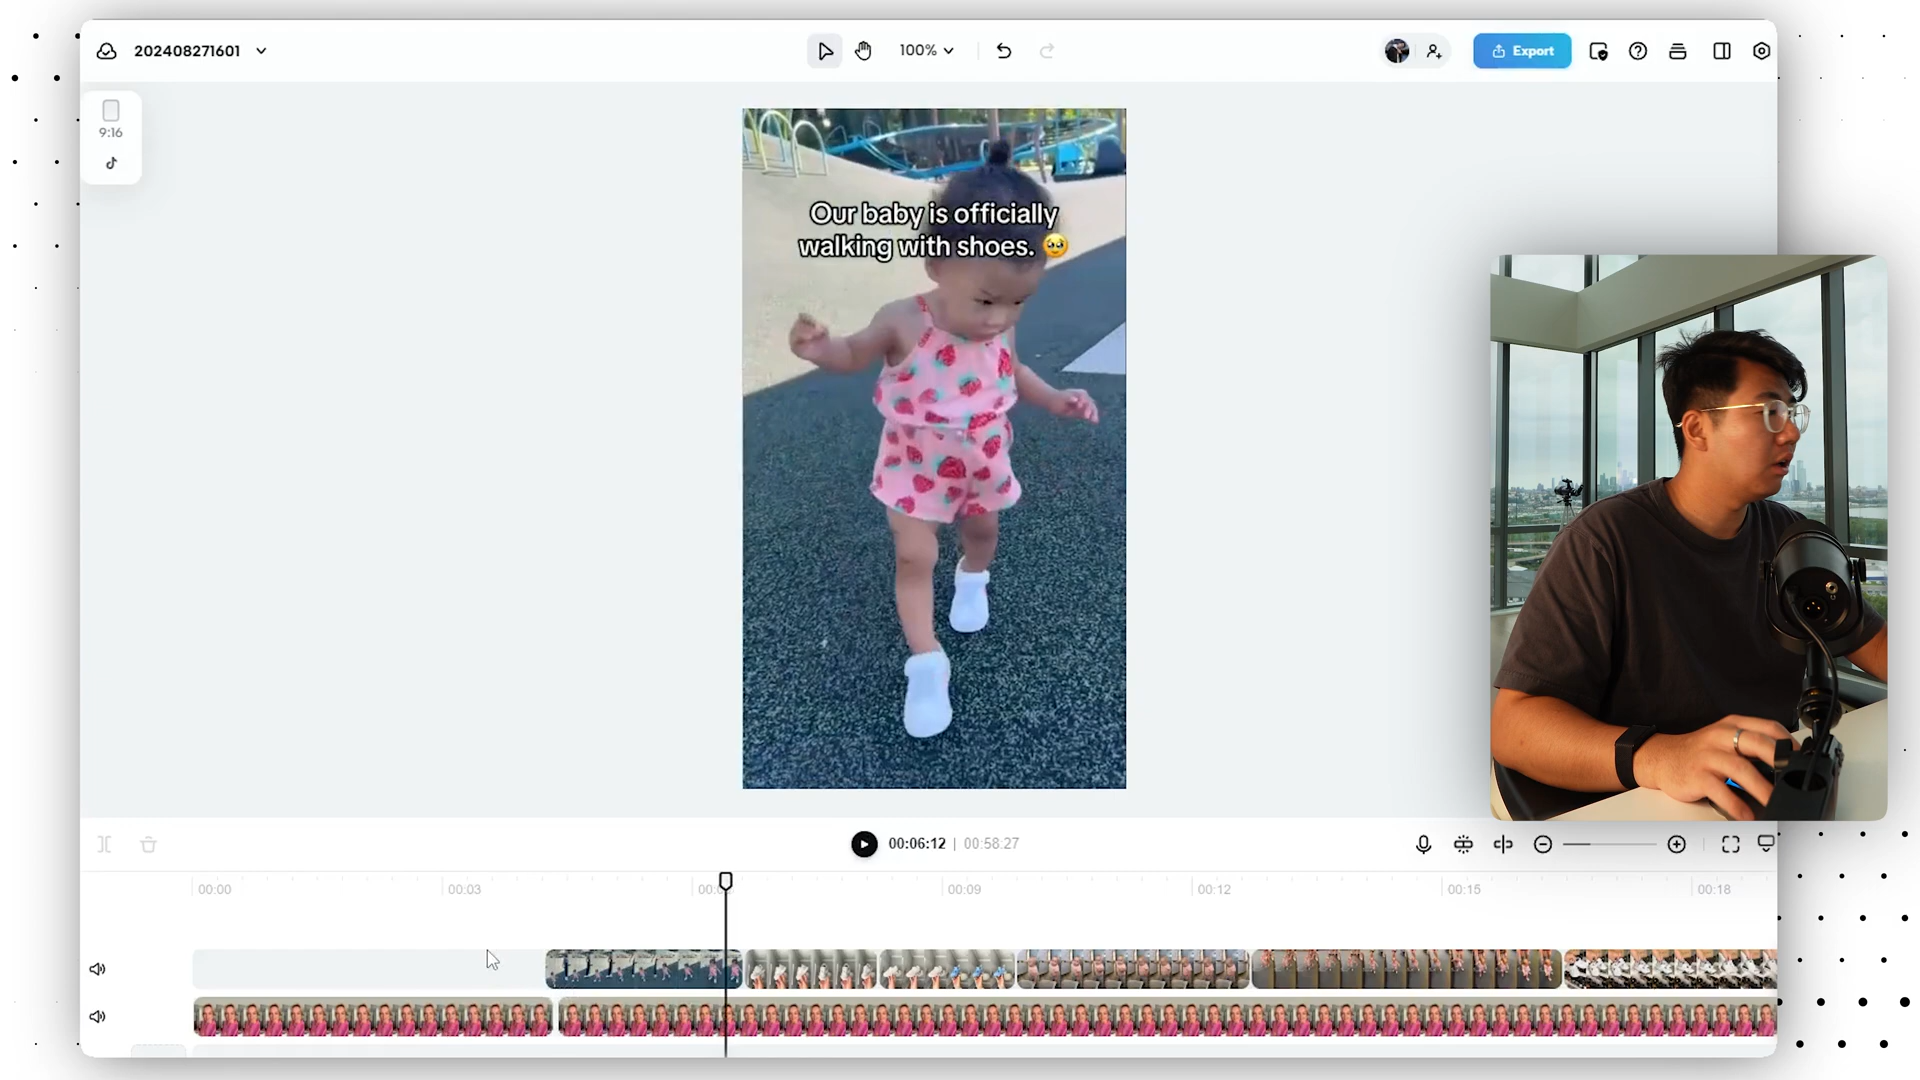 202408271601
100%
Export
9:16
Our baby is officially
walking with shoes. 🥹
00:06:12 | 00:58:27
00:00
00:03
00:09
00:12
00:15
00:18